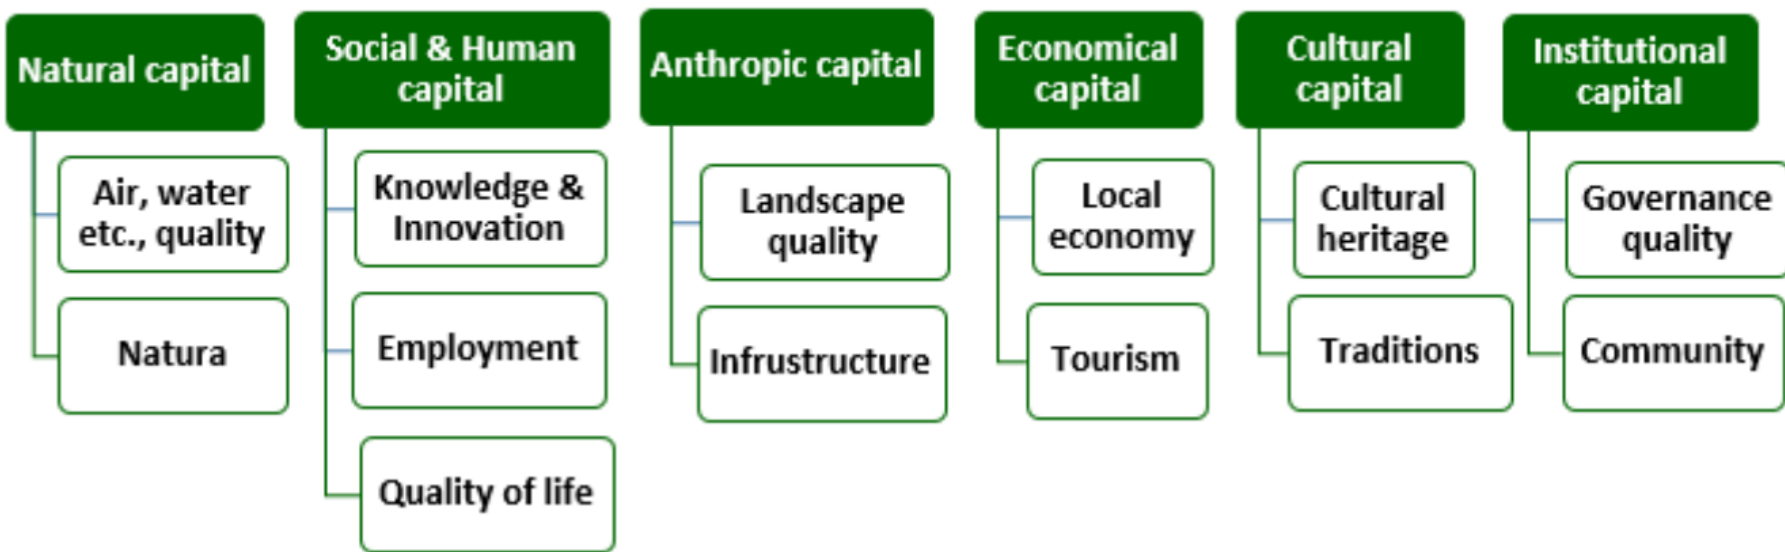 Natural capital
Air, water
etc., quality
Natura
Social & Human
capital
Knowledge &
Innovation
Employment
Quality of life
Anthropic capital
Landscape
quality
Infrustructure
Economical
capital
Local
economy
Tourism
Cultural
capital
Cultural
heritage
Traditions
Institutional
capital
Governance
quality
Community